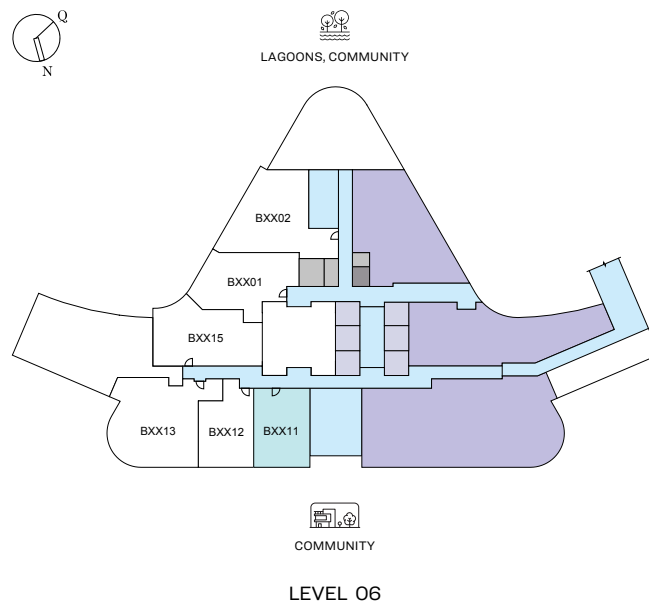 Q
N
LAGOONS, COMMUNITY
BXX02
BXX01
BXX15
BXX13
BXX12
BXX11
COMMUNITY
LEVEL 06